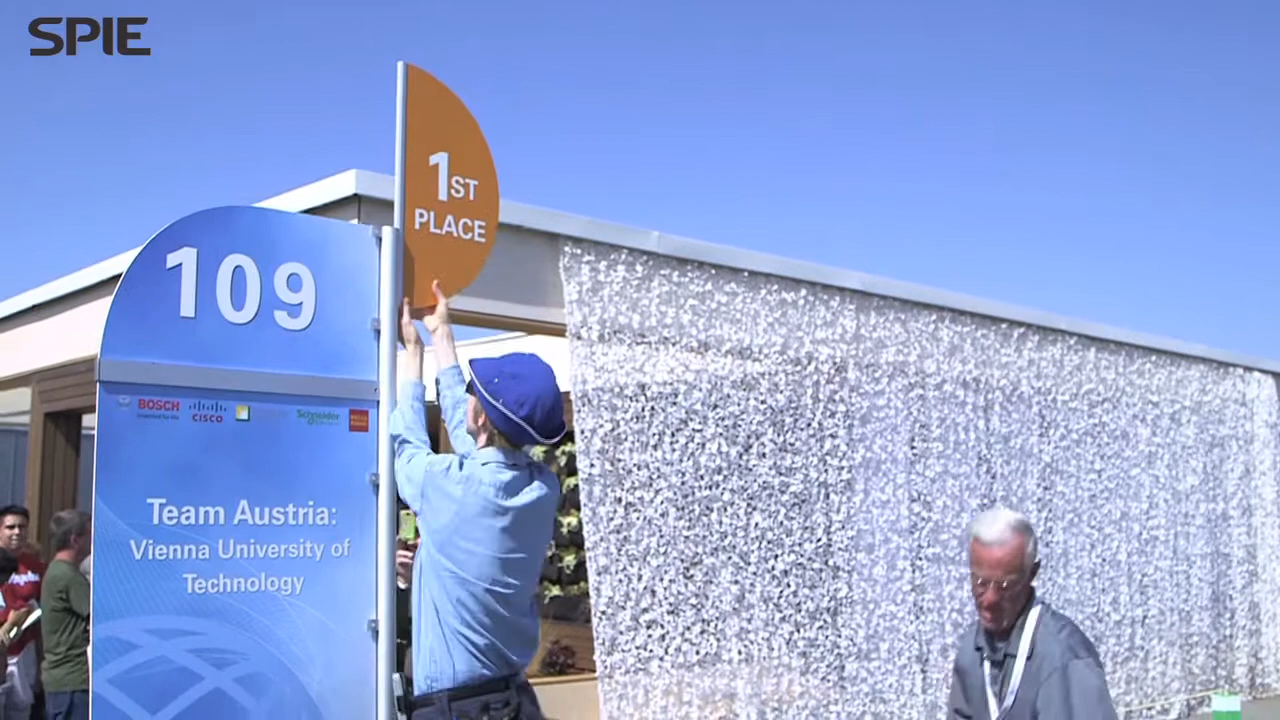 SPIE
1ST
PLACE
109
BOSCH
CISCO
Schneider
Team Austria:
Vienna University of
Technology